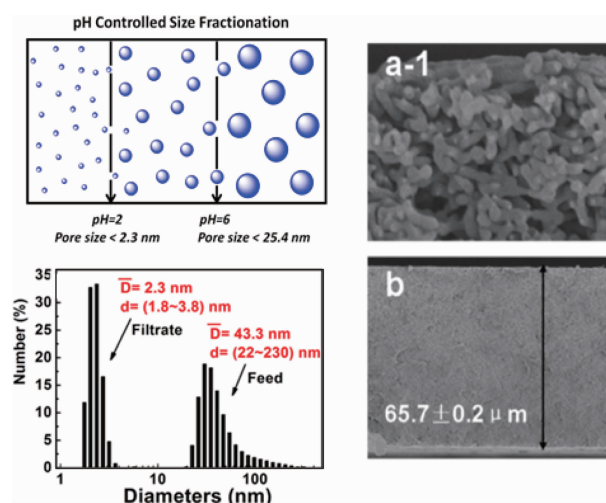 pH Controlled Size Fractionation
pH=2
Pore size < 2.3 nm
pH=6
Pore size < 25.4 nm
35
30
25
20
15
10
5
0
Number (%)
D̅= 2.3 nm
d= (1.8~3.8) nm
Filtrate
D̅= 43.3 nm
d= (22~230) nm
Feed
1
10
100
Diameters (nm)
a-1
b
65.7±0.2 μm